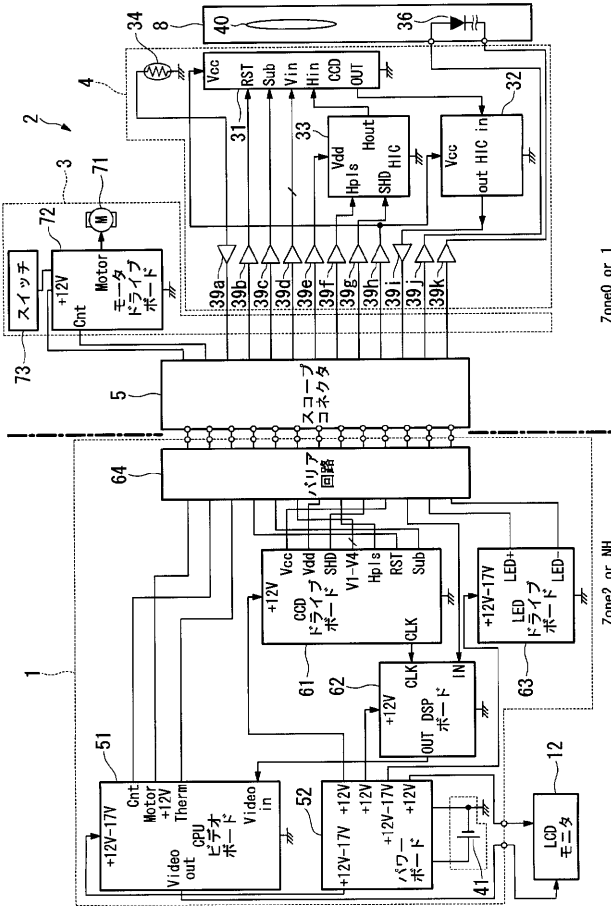 34
8
40
36
4
2
3
71
72
73
スイッチ
+12V
Motor
M
Cnt
モータ
ドライブ
ボード
Vcc
RST
Sub
Vin
Hin
CCD
OUT
31
33
Vdd
Hout
Hpls
SHD
HIC
32
Vcc
in
HIC
out
39a
39b
39c
39d
39e
39f
39g
39h
39i
39j
39k
5
スコープ
コネクタ
Zone0 or 1
64
バリア
回路
1
51
+12V-17V
Cnt
Motor
+12V
Therm
CPU
ビデオ
ボード
Video
out
Video
in
61
+12V
Vcc
Vdd
SHD
V1-V4
Hpls
RST
Sub
CCD
ドライブ
ボード
CLK
62
CLK
+12V
IN
DSP
ボード
OUT
63
+12V-17V
LED+
LED-
LED
ドライブ
ボード
52
+12V-17V
+12V
+12V
+12V-17V
+12V
パワー
ボード
41
12
LCD
モニタ
Zone2 or NH